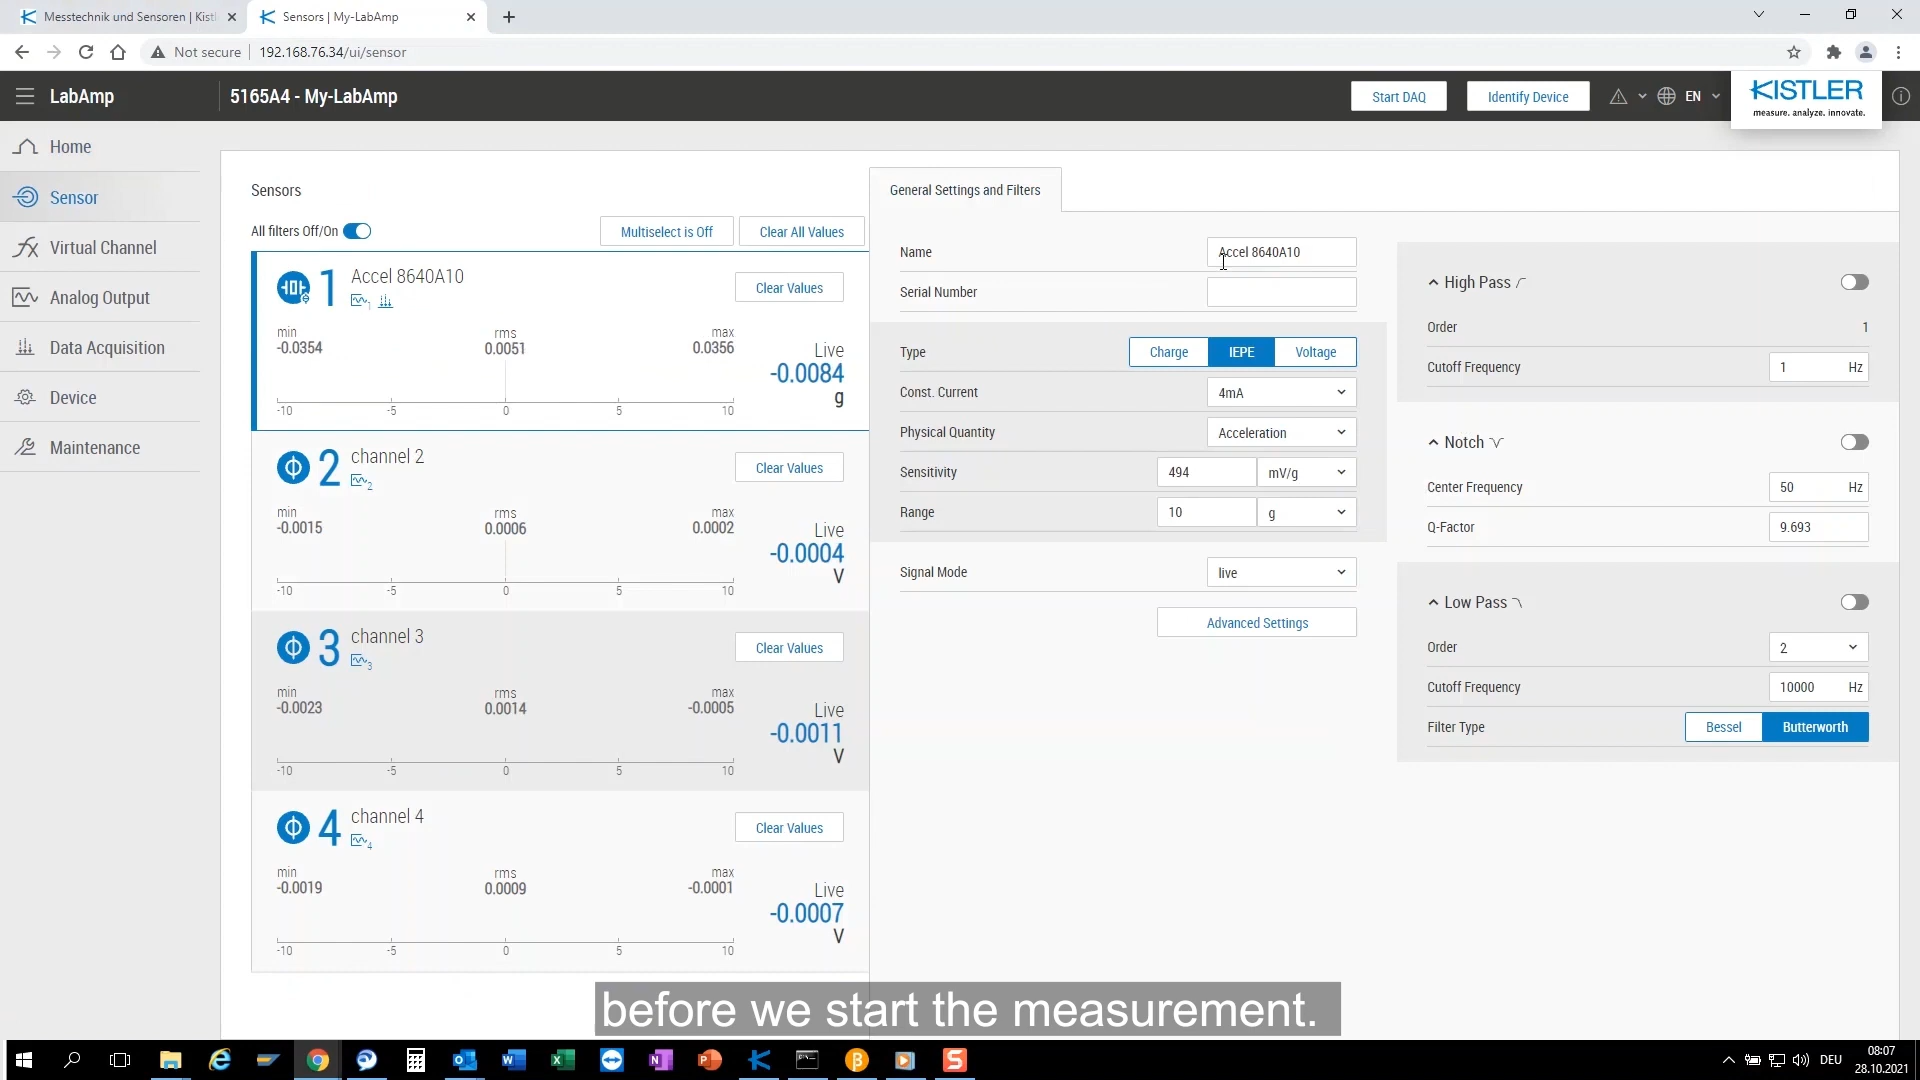 Messtechnik und Sensoren | Kistl
Sensors | My-LabAmp
Not secure
192.168.76.34/ui/sensor
LabAmp
5165A4 - My-LabAmp
Start DAQ
Identify Device
EN
KISTLER
measure. analyze. innovate.
Home
Sensor
Virtual Channel
Analog Output
Data Acquisition
Device
Maintenance
Sensors
All filters Off/On
Multiselect is Off
Clear All Values
1
Accel 8640A10
1
Clear Values
min
-0.0354
rms
0.0051
max
0.0356
Live
-0.0084
g
-10 -5 0 5 10
2
channel 2
2
Clear Values
min
-0.0015
rms
0.0006
max
0.0002
Live
-0.0004
V
-10 -5 0 5 10
3
channel 3
3
Clear Values
min
-0.0023
rms
0.0014
max
-0.0005
Live
-0.0011
V
-10 -5 0 5 10
4
channel 4
4
Clear Values
min
-0.0019
rms
0.0009
max
-0.0001
Live
-0.0007
V
-10 -5 0 5 10
General Settings and Filters
Name
Accel 8640A10
Serial Number
Type
Charge
IEPE
Voltage
Const. Current
4mA
Physical Quantity
Acceleration
Sensitivity
494
mV/g
Range
10
g
Signal Mode
live
Advanced Settings
High Pass
Order
1
Cutoff Frequency
1 Hz
Notch
Center Frequency
50 Hz
Q-Factor
9.693
Low Pass
Order
2
Cutoff Frequency
10000 Hz
Filter Type
Bessel
Butterworth
before we start the measurement.
DEU
08:07
28.10.2021